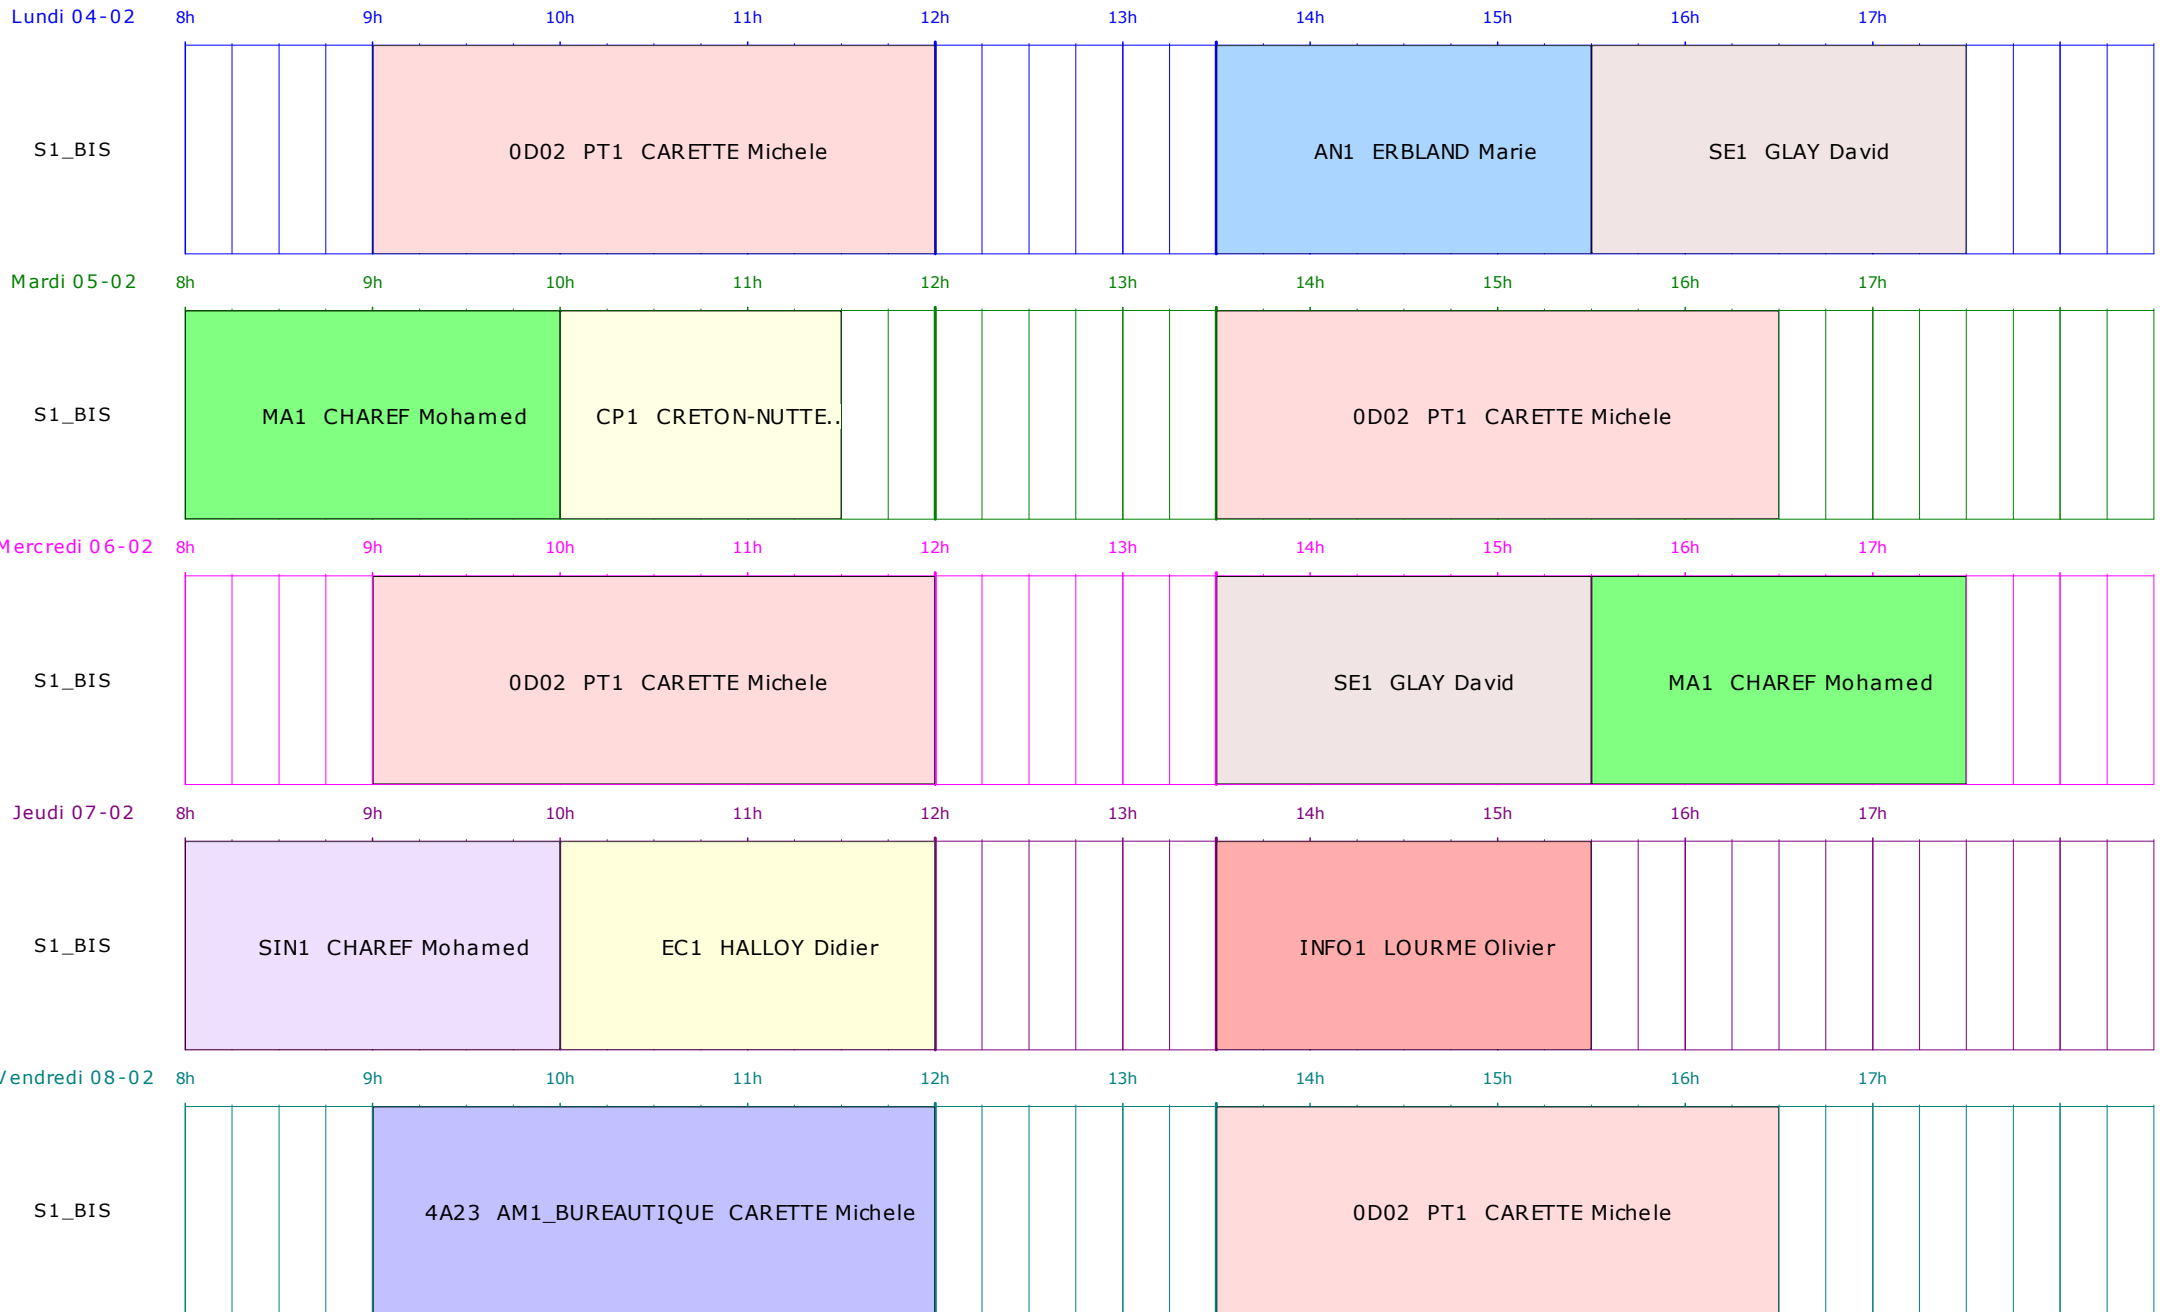 Lundi 04-02 8h 9h 10h 11h 12h 13h 14h 15h 16h 17h
S1_BIS 0D02 PT1 CARETTE Michele AN1 ERBLAND Marie SE1 GLAY David
Mardi 05-02 8h 9h 10h 11h 12h 13h 14h 15h 16h 17h
S1_BIS MA1 CHAREF Mohamed CP1 CRETON-NUTTE.. 0D02 PT1 CARETTE Michele
Mercredi 06-02 8h 9h 10h 11h 12h 13h 14h 15h 16h 17h
S1_BIS 0D02 PT1 CARETTE Michele SE1 GLAY David MA1 CHAREF Mohamed
Jeudi 07-02 8h 9h 10h 11h 12h 13h 14h 15h 16h 17h
S1_BIS SIN1 CHAREF Mohamed EC1 HALLOY Didier INFO1 LOURME Olivier
Vendredi 08-02 8h 9h 10h 11h 12h 13h 14h 15h 16h 17h
S1_BIS 4A23 AM1_BUREAUTIQUE CARETTE Michele 0D02 PT1 CARETTE Michele